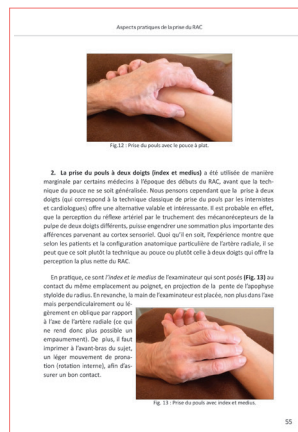 Aspects pratiques de la prise du RAC
Fig.12 : Prise du pouls avec le pouce à plat.
2. La prise du pouls à deux doigts (index et medius) a été utilisée de manière
marginale par certains médecins à l'époque des débuts du RAC, avant que la tech-
nique du pouce ne se soit généralisée. Nous pensons cependant que la prise à deux
doigts (qui correspond à la technique classique de prise du pouls par les internistes
et cardiologues) offre une alternative valable et intéressante. Il est probable en effet,
que la perception du réflexe artériel par le truchement des mécanorécepteurs de la
pulpe de deux doigts différents, puisse engendrer une sommation plus importante des
afférences parvenant au cortex sensoriel. Quoi qu'il en soit, l'expérience montre que
selon les patients et la configuration anatomique particulière de l'artère radiale, il se
peut que ce soit plutôt la technique au pouce ou plutôt celle à deux doigts qui offre la
perception la plus nette du RAC.
En pratique, ce sont l'index et le medius de l'examinateur qui sont posés (Fig. 13) au
contact du même emplacement au poignet, en projection de la pente de l'apophyse
styloïde du radius. En revanche, la main de l'examinateur est placée, non plus dans l'axe
mais perpendiculairement ou lé-
gèrement en oblique par rapport
à l'axe de l'artère radiale (ce qui
ne rend donc plus possible un
empaumement). De plus, il faut
imprimer à l'avant-bras du sujet,
un léger mouvement de prona-
tion (rotation interne), afin d'as-
surer un bon contact.
Fig. 13 : Prise du pouls avec index et medius.
55